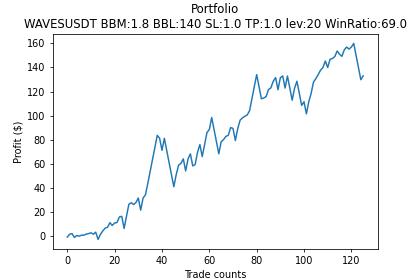 Portfolio
WAVESUSDT BBM:1.8 BBL:140 SL:1.0 TP:1.0 lev:20 WinRatio:69.0
160
140
120
100
80
60
40
20
0
Profit ($)
0 20 40 60 80 100 120
Trade counts